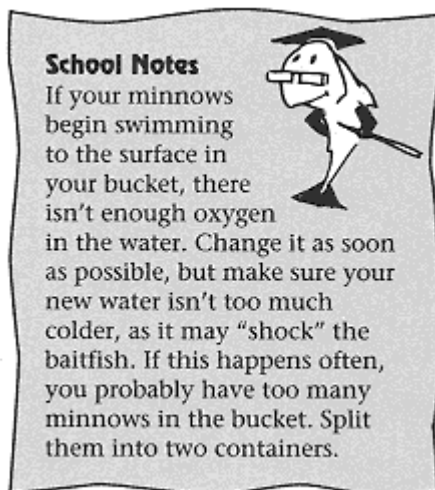 School Notes
If your minnows
begin swimming
to the surface in
your bucket, there
isn't enough oxygen
in the water. Change it as soon
as possible, but make sure your
new water isn't too much
colder, as it may “shock” the
baitfish. If this happens often,
you probably have too many
minnows in the bucket. Split
them into two containers.